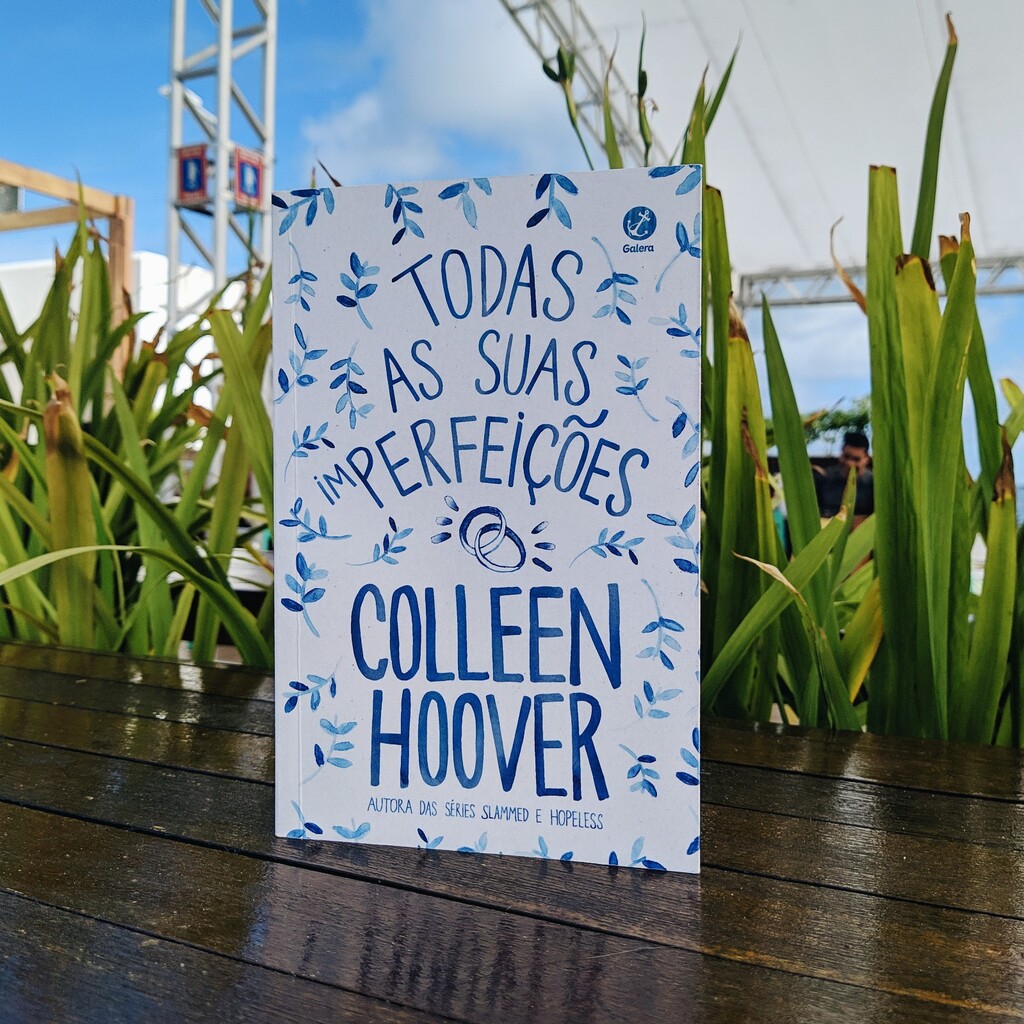 Galera
TODAS
AS SUAS
imPERFEiÇÕES
COLLEEN
HOOVER
AUTORA DAS SÉRIES SLAMMED E HOPELESS